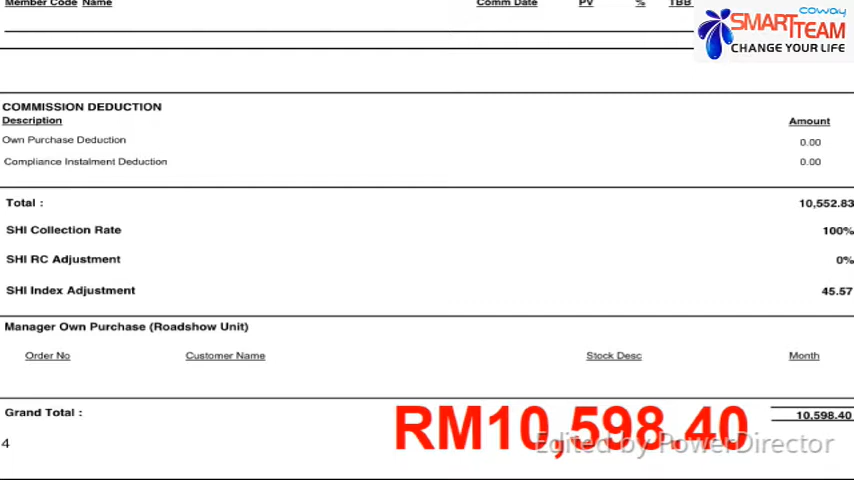 Member Code Name Comm Date PV % TBB
coway
SMART TEAM
CHANGE YOUR LIFE
COMMISSION DEDUCTION
Description Amount
Own Purchase Deduction 0.00
Compliance Instalment Deduction 0.00
Total : 10,552.83
SHI Collection Rate 100%
SHI RC Adjustment 0%
SHI Index Adjustment 45.57
Manager Own Purchase (Roadshow Unit)
Order No Customer Name Stock Desc Month
Grand Total : RM10,598.40 10,598.40
4 Edited by PowerDirector